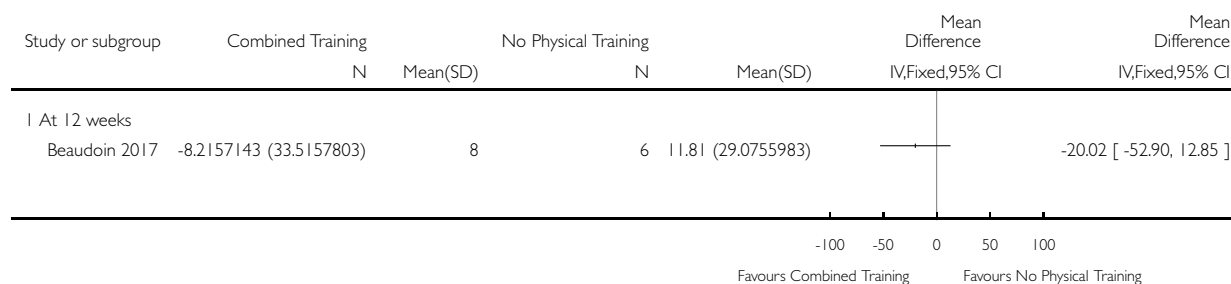 Study or subgroup Combined Training No Physical Training Mean Difference Mean Difference
N Mean(SD) N Mean(SD) IV,Fixed,95% CI IV,Fixed,95% CI
1 At 12 weeks
Beaudoin 2017 -8.2157143 (33.5157803) 8 6 11.81 (29.0755983) -20.02 [ -52.90, 12.85 ]
-100 -50 0 50 100
Favours Combined Training Favours No Physical Training